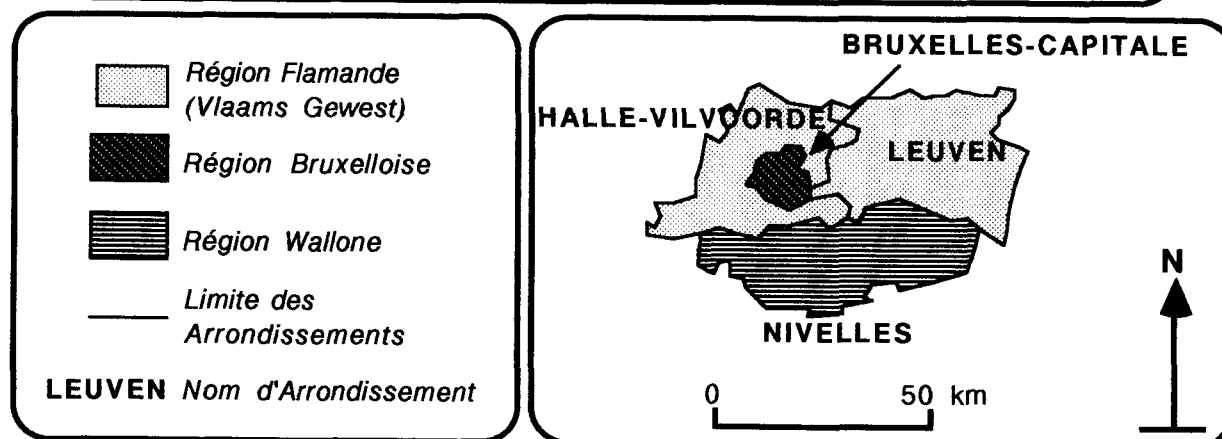 Région Flamande
(Vlaams Gewest)
Région Bruxelloise
Région Wallone
Limite des
Arrondissements
LEUVEN Nom d'Arrondissement
BRUXELLES-CAPITALE
HALLE-VILVOORDE
LEUVEN
NIVELLES
N
0 50 km